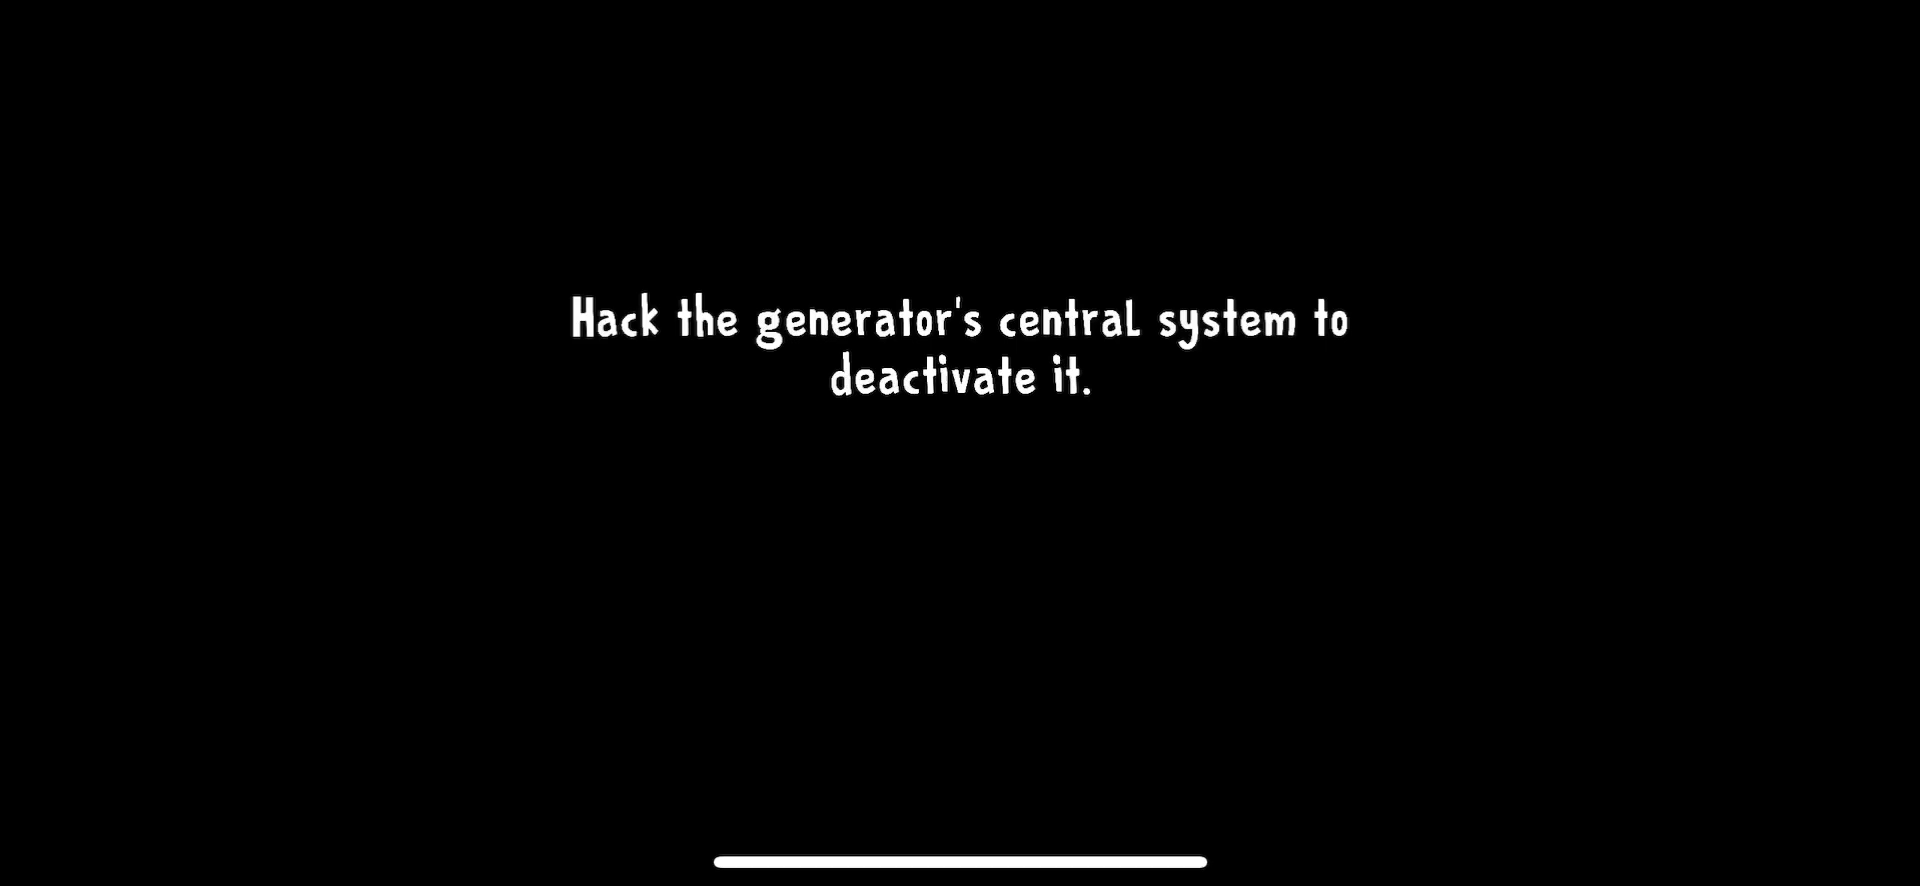 Hack the generator's central system to
deactivate it.